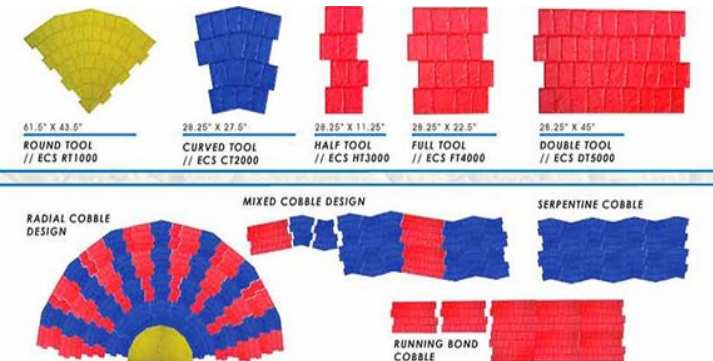 61.5" X 43.5"
ROUND TOOL
// ECS RT1000
28.25" X 27.5"
CURVED TOOL
// ECS CT2000
28.25" X 11.25"
HALF TOOL
// ECS HT3000
28.25" X 22.5"
FULL TOOL
// ECS FT4000
28.25" X 45"
DOUBLE TOOL
// ECS DT5000
RADIAL COBBLE
DESIGN
MIXED COBBLE DESIGN
SERPENTINE COBBLE
RUNNING BOND
COBBLE